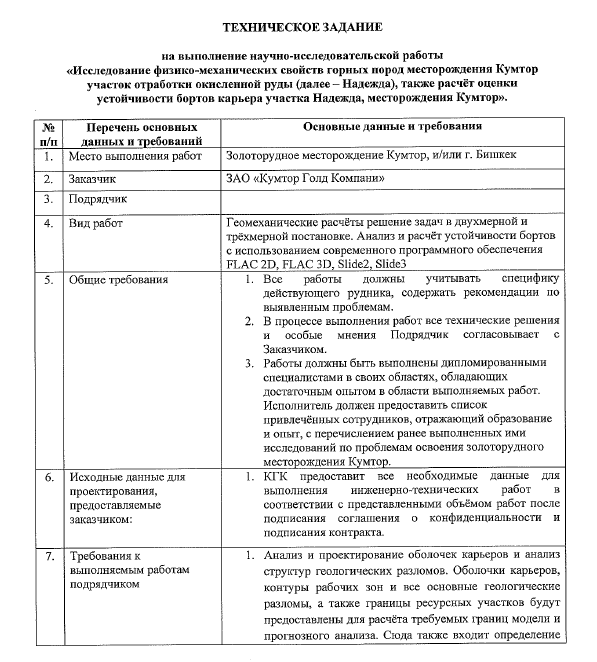 ТЕХНИЧЕСКОЕ ЗАДАНИЕ
на выполнение научно-исследовательской работы
«Исследование физико-механических свойств горных пород месторождения Кумтор
участок отработки окисленной руды (далее – Надежда), также расчёт оценки
устойчивости бортов карьера участка Надежда, месторождения Кумтор».
№ Перечень основных Основные данные и требования
п/п данных и требований
1. Место выполнения работ Золоторудное месторождение Кумтор, и/или г. Бишкек
2. Заказчик ЗАО «Кумтор Голд Компани»
3. Подрядчик
4. Вид работ Геомеханические расчёты решение задач в двухмерной и
трёхмерной постановке. Анализ и расчёт устойчивости бортов
с использованием современного программного обеспечения
FLAC 2D, FLAC 3D, Slide2, Slide3
5. Общие требования 1. Все работы должны учитывать специфику
действующего рудника, содержать рекомендации по
выявленным проблемам.
2. В процессе выполнения работ все технические решения
и особые мнения Подрядчик согласовывает с
Заказчиком.
3. Работы должны быть выполнены дипломированными
специалистами в своих областях, обладающих
достаточным опытом в области выполняемых работ.
Исполнитель должен предоставить список
привлечённых сотрудников, отражающий образование
и опыт, с перечислением ранее выполненных ими
исследований по проблемам освоения золоторудного
месторождения Кумтор.
6. Исходные данные для 1. КГК предоставит все необходимые данные для
проектирования, выполнения инженерно-технических работ в
предоставляемые соответствии с представленными объёмом работ после
заказчиком: подписания соглашения о конфиденциальности и
подписания контракта.
7. Требования к 1. Анализ и проектирование оболочек карьеров и анализ
выполняемым работам структур геологических разломов. Оболочки карьеров,
подрядчиком контуры рабочих зон и все основные геологические
разломы, а также границы ресурсных участков будут
предоставлены для расчёта требуемых границ модели и
прогнозного анализа. Сюда также входит определение